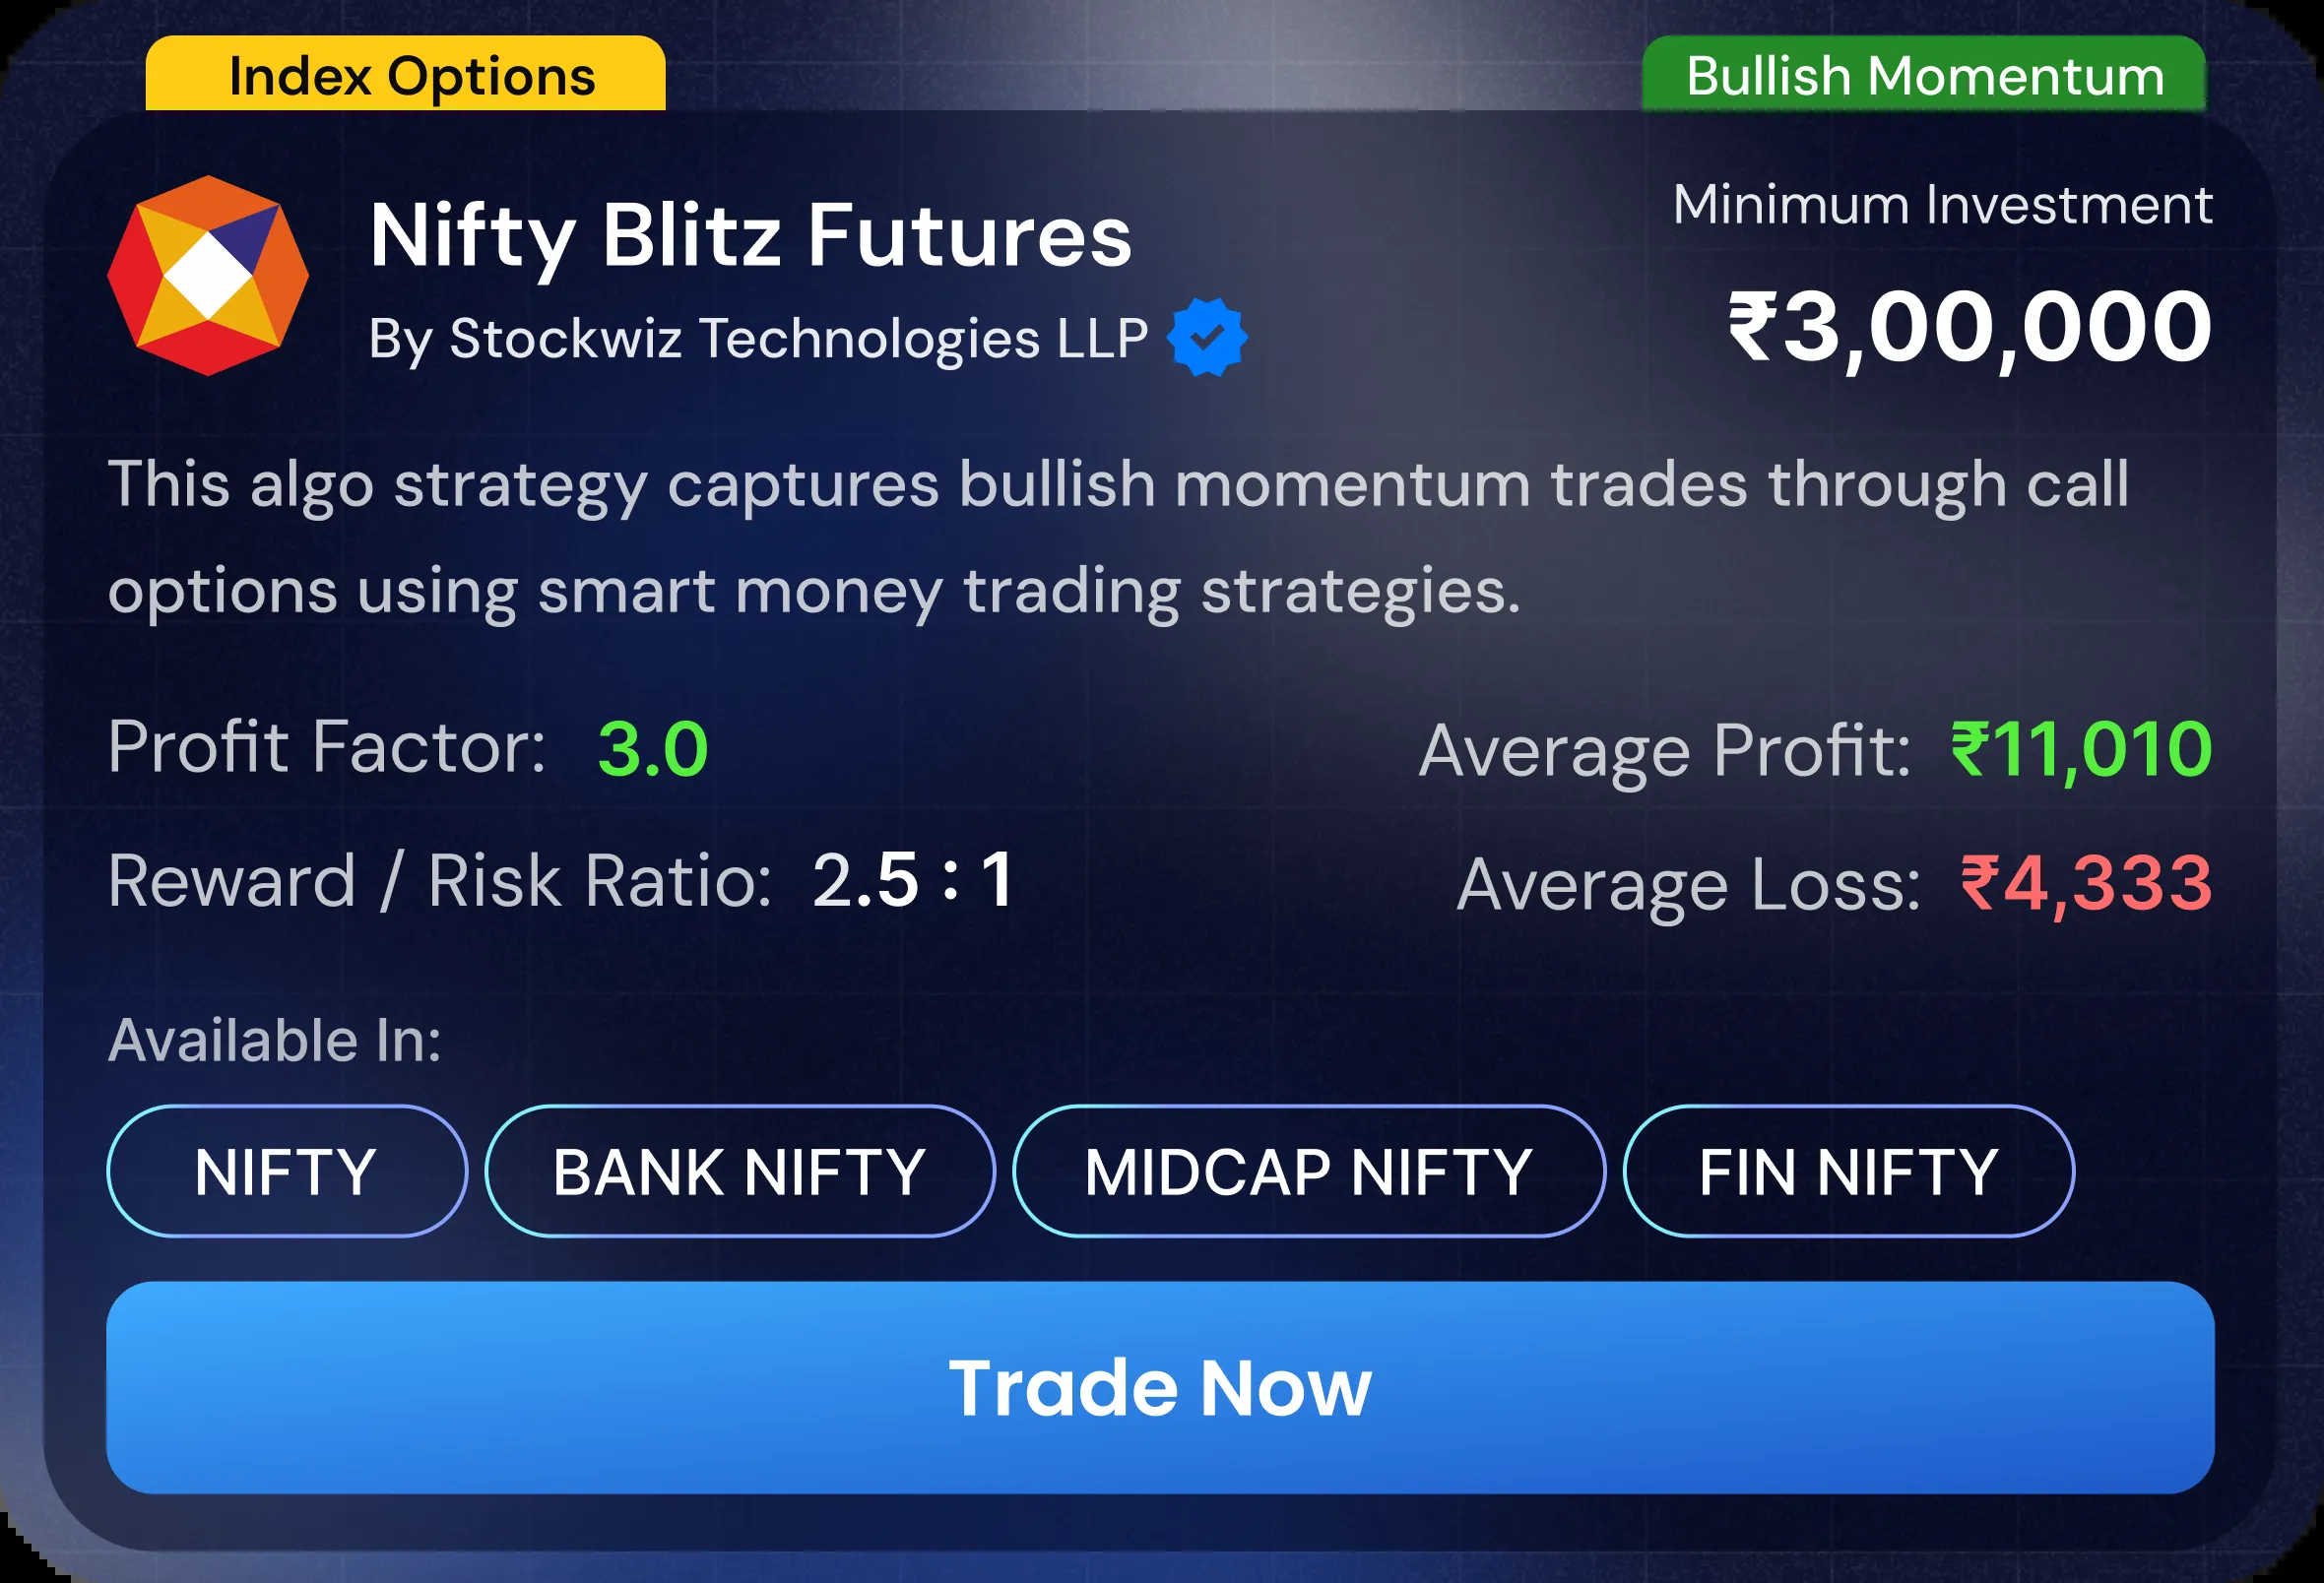 Index Options
Bullish Momentum
Nifty Blitz Futures
By Stockwiz Technologies LLP
Minimum Investment
₹3,00,000
This algo strategy captures bullish momentum trades through call
options using smart money trading strategies.
Profit Factor: 3.0
Average Profit: ₹11,010
Reward / Risk Ratio: 2.5 : 1
Average Loss: ₹4,333
Available In:
NIFTY BANK NIFTY MIDCAP NIFTY FIN NIFTY
Trade Now